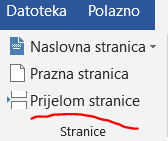 Datoteka Polazno
Naslovna stranica
Prazna stranica
Prijelom stranice
Stranice